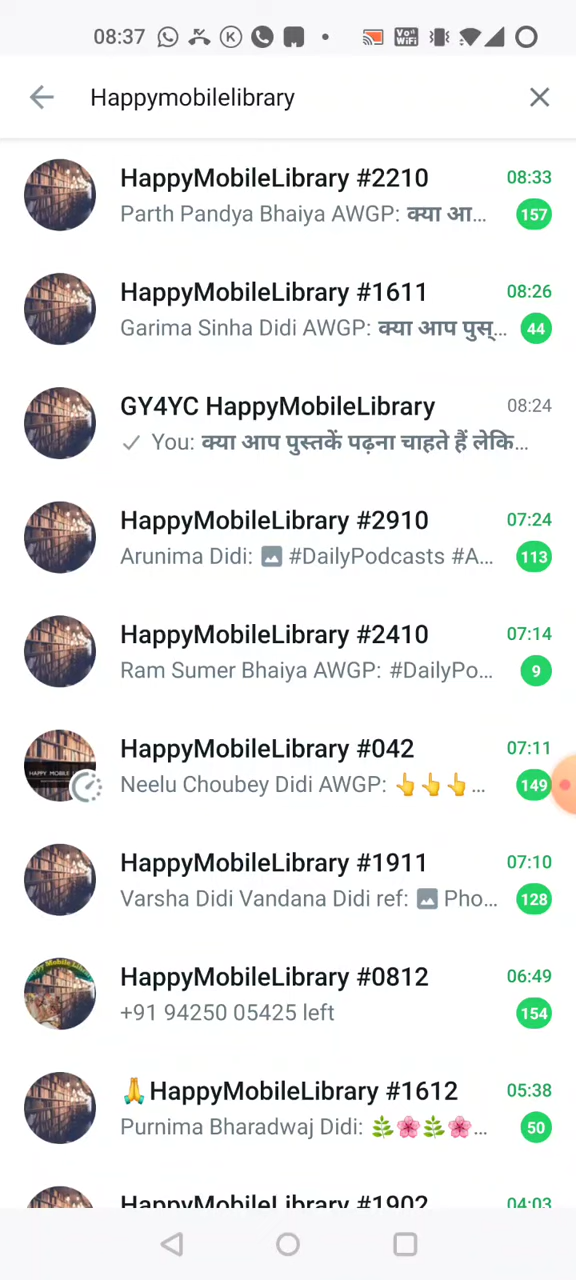 08:37
Vo WiFi
Happymobilelibrary
HappyMobileLibrary #2210 08:33
Parth Pandya Bhaiya AWGP: क्या आ... 157
HappyMobileLibrary #1611 08:26
Garima Sinha Didi AWGP: क्या आप पुस्... 44
GY4YC HappyMobileLibrary 08:24
You: क्या आप पुस्तकें पढ़ना चाहते हैं लेकि...
HappyMobileLibrary #2910 07:24
Arunima Didi: #DailyPodcasts #A... 113
HappyMobileLibrary #2410 07:14
Ram Sumer Bhaiya AWGP: #DailyPo... 9
HappyMobileLibrary #042 07:11
HAPPY MOBILE
Neelu Choubey Didi AWGP: 👆👆👆... 149
HappyMobileLibrary #1911 07:10
Varsha Didi Vandana Didi ref: Pho... 128
HappyMobileLibrary #0812 06:49
+91 94250 05425 left 154
🙏HappyMobileLibrary #1612 05:38
Purnima Bharadwaj Didi: 🌿🌸🌿🌸... 50
HappyMobileLibrary #1902 04:03